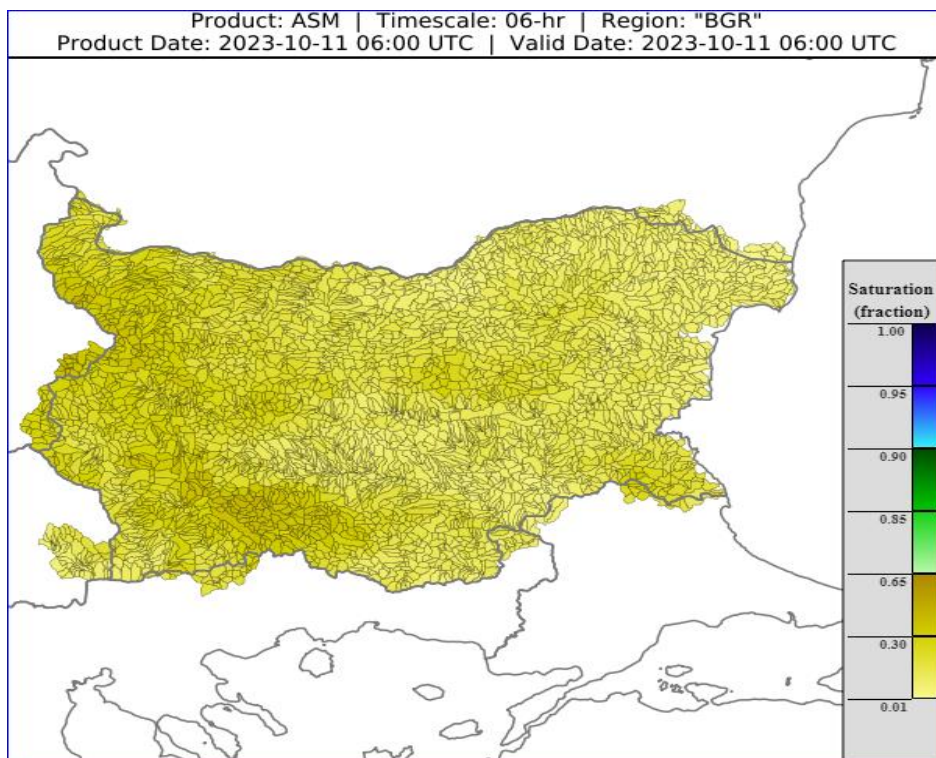 Product: ASM | Timescale: 06-hr | Region: "BGR"
Product Date: 2023-10-11 06:00 UTC | Valid Date: 2023-10-11 06:00 UTC
Saturation
(fraction)
1.00
0.95
0.90
0.85
0.65
0.30
0.01